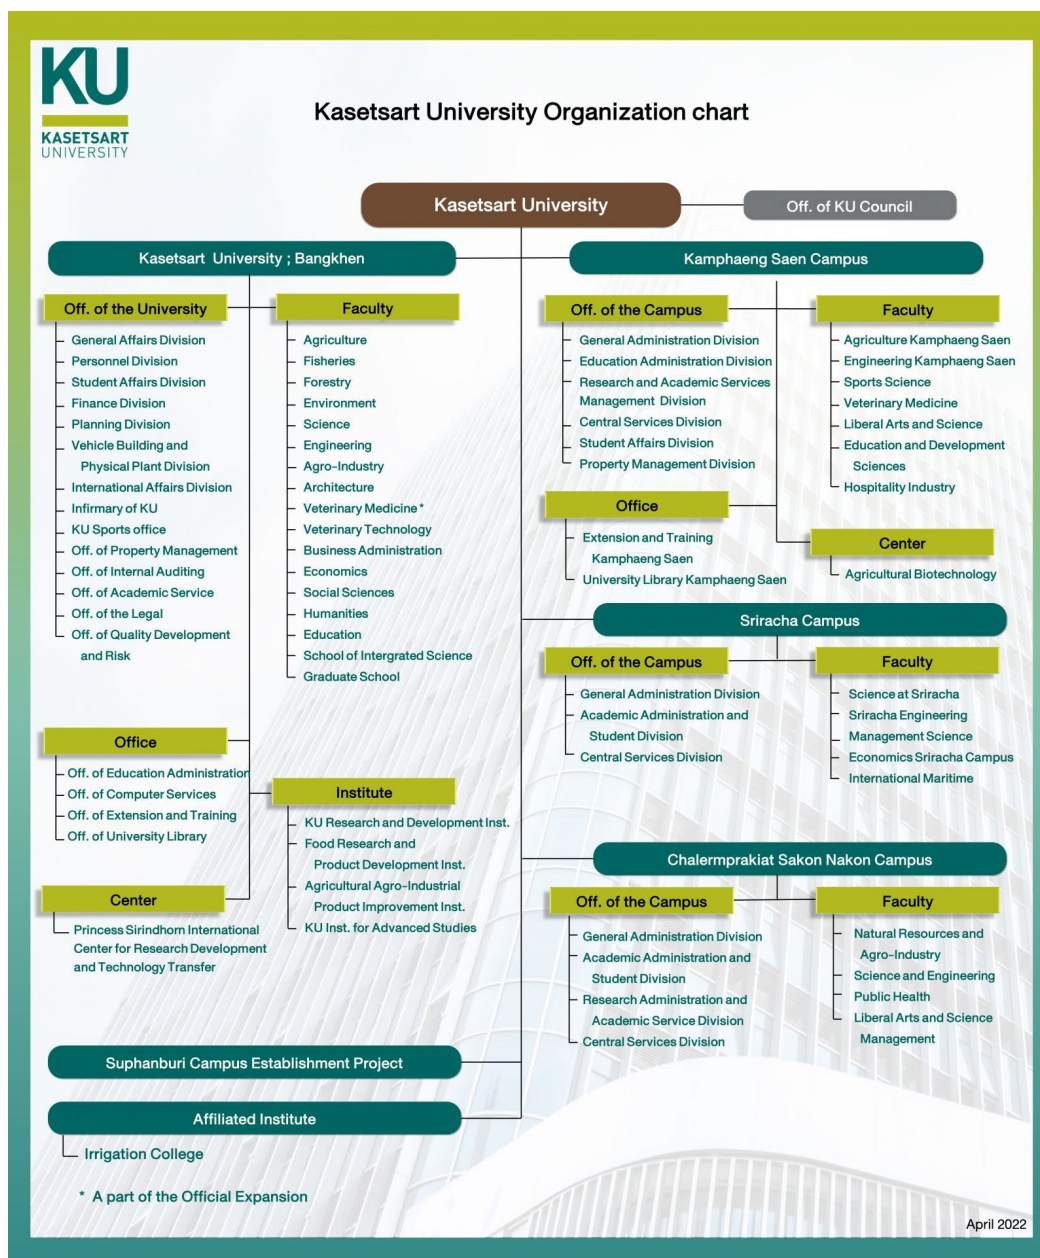 KU
KASETSART
UNIVERSITY
Kasetsart University Organization chart
Kasetsart University
Off. of KU Council
Kasetsart University ; Bangkhen
Off. of the University
General Affairs Division
Personnel Division
Student Affairs Division
Finance Division
Planning Division
Vehicle Building and
Physical Plant Division
International Affairs Division
Infirmary of KU
KU Sports office
Off. of Property Management
Off. of Internal Auditing
Off. of Academic Service
Off. of the Legal
Off. of Quality Development
and Risk
Faculty
Agriculture
Fisheries
Forestry
Environment
Science
Engineering
Agro-Industry
Architecture
Veterinary Medicine *
Veterinary Technology
Business Administration
Economics
Social Sciences
Humanities
Education
School of Intergrated Science
Graduate School
Office
Off. of Education Administration
Off. of Computer Services
Off. of Extension and Training
Off. of University Library
Institute
KU Research and Development Inst.
Food Research and
Product Development Inst.
Agricultural Agro-Industrial
Product Improvement Inst.
KU Inst. for Advanced Studies
Center
Princess Sirindhorn International
Center for Research Development
and Technology Transfer
Kamphaeng Saen Campus
Off. of the Campus
General Administration Division
Education Administration Division
Research and Academic Services
Management Division
Central Services Division
Student Affairs Division
Property Management Division
Faculty
Agriculture Kamphaeng Saen
Engineering Kamphaeng Saen
Sports Science
Veterinary Medicine
Liberal Arts and Science
Education and Development
Sciences
Hospitality Industry
Office
Extension and Training
Kamphaeng Saen
University Library Kamphaeng Saen
Center
Agricultural Biotechnology
Sriracha Campus
Off. of the Campus
General Administration Division
Academic Administration and
Student Division
Central Services Division
Faculty
Science at Sriracha
Sriracha Engineering
Management Science
Economics Sriracha Campus
International Maritime
Chalermprakiat Sakon Nakon Campus
Off. of the Campus
General Administration Division
Academic Administration and
Student Division
Research Administration and
Academic Service Division
Central Services Division
Faculty
Natural Resources and
Agro-Industry
Science and Engineering
Public Health
Liberal Arts and Science
Management
Suphanburi Campus Establishment Project
Affiliated Institute
Irrigation College
* A part of the Official Expansion
April 2022